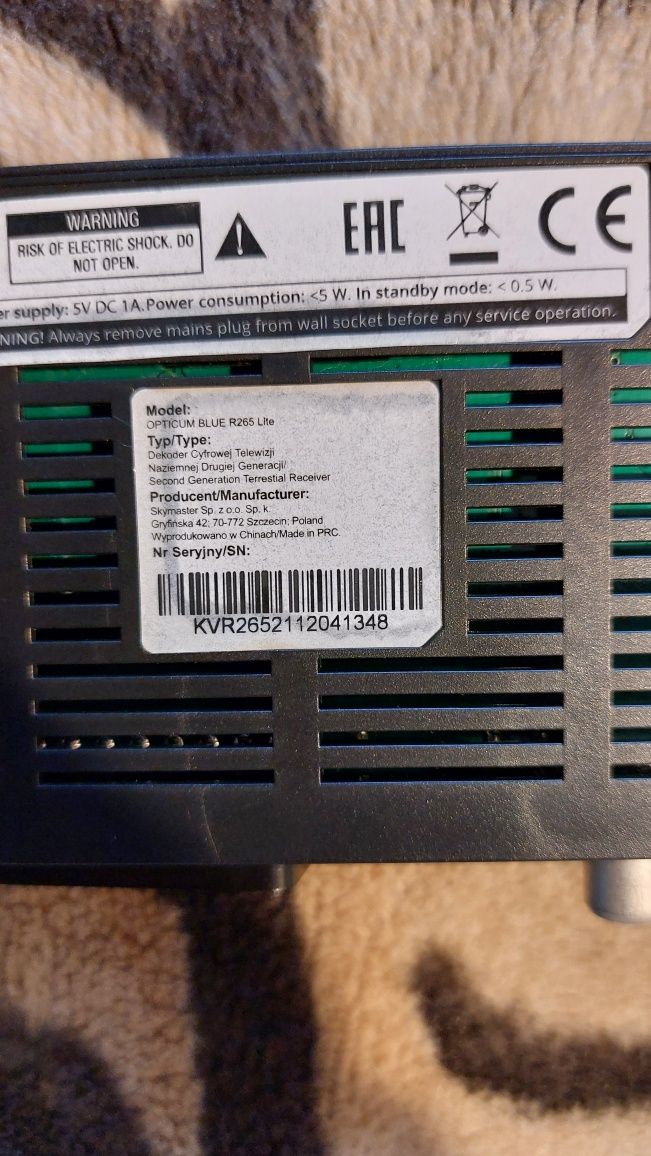 WARNING
RISK OF ELECTRIC SHOCK. DO
NOT OPEN.
EAC
CE
supply: 5V DC 1A.Power consumption: <5 W. In standby mode: < 0.5 W.
Always remove mains plug from wall socket before any service operation.
Model:
OPTICUM BLUE R265 Lite
Typ/Type:
Dekoder Cyfrowej Telewizji
Naziemnej Drugiej Generacji/
Second Generation Terrestial Receiver
Producent/Manufacturer:
Skymaster Sp. z o.o. Sp. k.
Gryfińska 42; 70-772 Szczecin; Poland
Wyprodukowano w Chinach/Made in PRC.
Nr Seryjny/SN:
KVR2652112041348